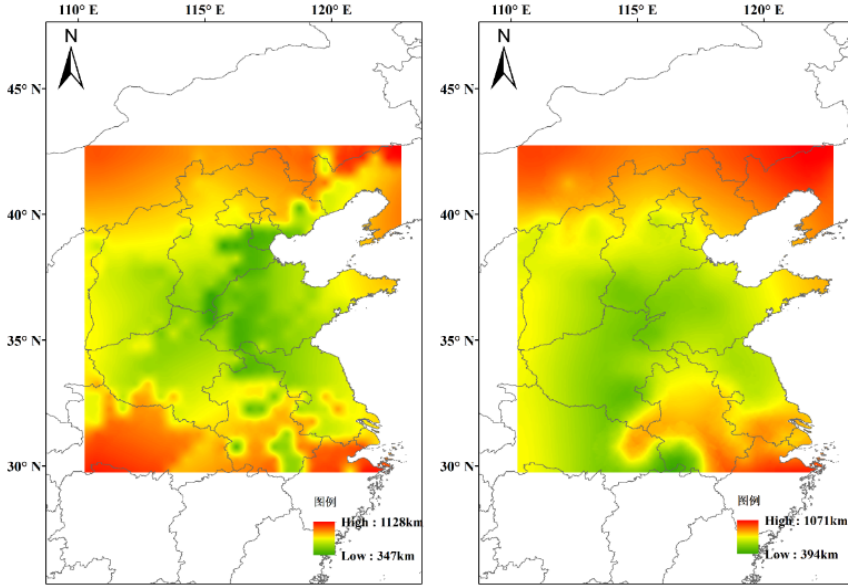 110° E 115° E 120° E
N
45° N
40° N
35° N
30° N
图例
High : 1128km
Low : 347km
110° E 115° E 120° E
N
45° N
40° N
35° N
30° N
图例
High : 1071km
Low : 394km